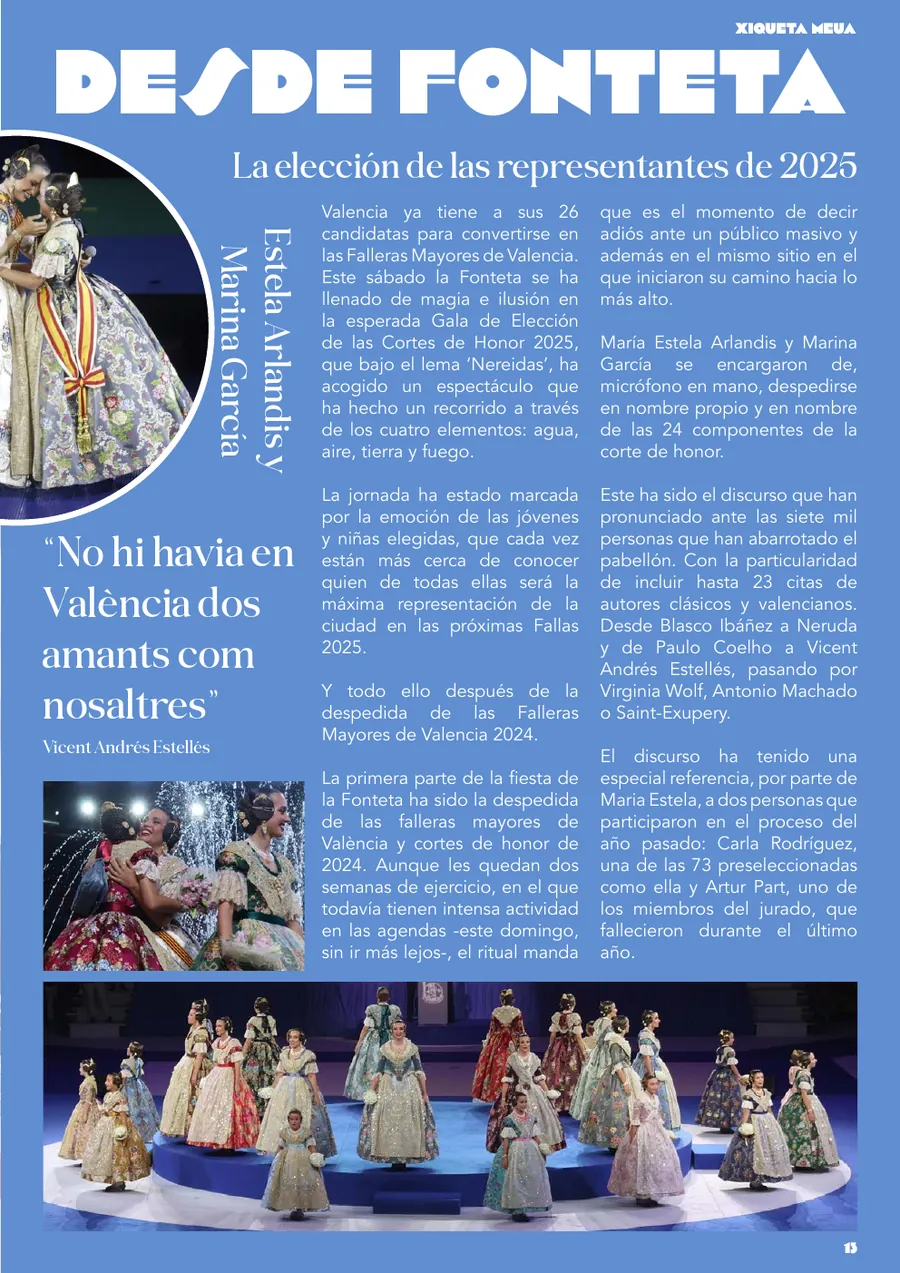 XIQUETA MEUA
DESDE FONTETA
La elección de las representantes de 2025
Estela Arlandis y
Marina García
“No hi havia en
València dos
amants com
nosaltres”
Vicent Andrés Estellés
Valencia ya tiene a sus 26
candidatas para convertirse en
las Falleras Mayores de Valencia.
Este sábado la Fonteta se ha
llenado de magia e ilusión en
la esperada Gala de Elección
de las Cortes de Honor 2025,
que bajo el lema ‘Nereidas’, ha
acogido un espectáculo que
ha hecho un recorrido a través
de los cuatro elementos: agua,
aire, tierra y fuego.
La jornada ha estado marcada
por la emoción de las jóvenes
y niñas elegidas, que cada vez
están más cerca de conocer
quien de todas ellas será la
máxima representación de la
ciudad en las próximas Fallas
2025.
Y todo ello después de la
despedida de las Falleras
Mayores de Valencia 2024.
La primera parte de la fiesta de
la Fonteta ha sido la despedida
de las falleras mayores de
València y cortes de honor de
2024. Aunque les quedan dos
semanas de ejercicio, en el que
todavía tienen intensa actividad
en las agendas -este domingo,
sin ir más lejos-, el ritual manda
que es el momento de decir
adiós ante un público masivo y
además en el mismo sitio en el
que iniciaron su camino hacia lo
más alto.
María Estela Arlandis y Marina
García se encargaron de,
micrófono en mano, despedirse
en nombre propio y en nombre
de las 24 componentes de la
corte de honor.
Este ha sido el discurso que han
pronunciado ante las siete mil
personas que han abarrotado el
pabellón. Con la particularidad
de incluir hasta 23 citas de
autores clásicos y valencianos.
Desde Blasco Ibáñez a Neruda
y de Paulo Coelho a Vicent
Andrés Estellés, pasando por
Virginia Wolf, Antonio Machado
o Saint-Exupery.
El discurso ha tenido una
especial referencia, por parte de
Maria Estela, a dos personas que
participaron en el proceso del
año pasado: Carla Rodríguez,
una de las 73 preseleccionadas
como ella y Artur Part, uno de
los miembros del jurado, que
fallecieron durante el último
año.
13